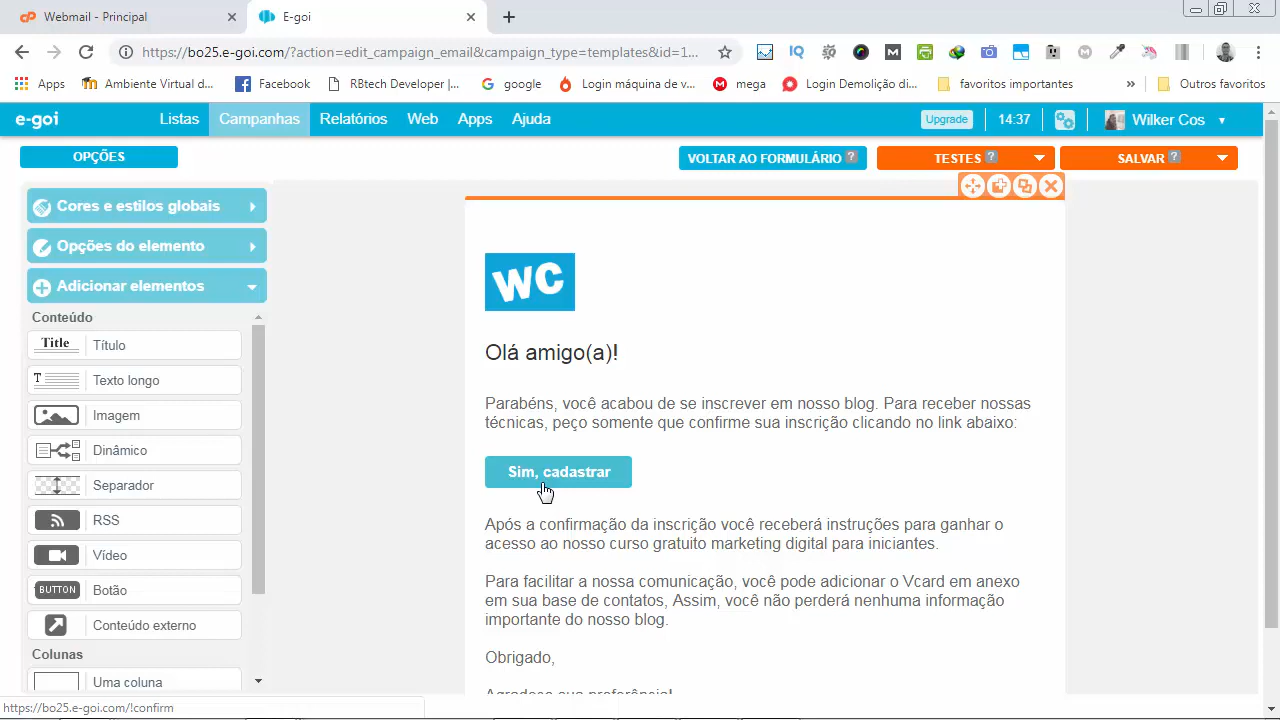 Webmail - Principal
E-goi
https://bo25.e-goi.com/?action=edit_campaign_email&campaign_type=templates&id=1...
Apps
Ambiente Virtual d...
Facebook
RBtech Developer |...
google
Login máquina de v...
mega
Login Demolição di...
favoritos importantes
»
Outros favoritos
e-goi
Listas
Campanhas
Relatórios
Web
Apps
Ajuda
Upgrade
14:37
Wilker Cos
OPÇÕES
VOLTAR AO FORMULÁRIO ?
TESTES ?
SALVAR ?
Cores e estilos globais
Opções do elemento
Adicionar elementos
Conteúdo
Title Título
T Texto longo
Imagem
Dinâmico
Separador
RSS
Vídeo
BUTTON Botão
Conteúdo externo
Colunas
Uma coluna
WC
Olá amigo(a)!
Parabéns, você acabou de se inscrever em nosso blog. Para receber nossas
técnicas, peço somente que confirme sua inscrição clicando no link abaixo:
Sim, cadastrar
Após a confirmação da inscrição você receberá instruções para ganhar o
acesso ao nosso curso gratuito marketing digital para iniciantes.
Para facilitar a nossa comunicação, você pode adicionar o Vcard em anexo
em sua base de contatos, Assim, você não perderá nenhuma informação
importante do nosso blog.
Obrigado,
Agradece sua preferência!
https://bo25.e-goi.com/!confirm